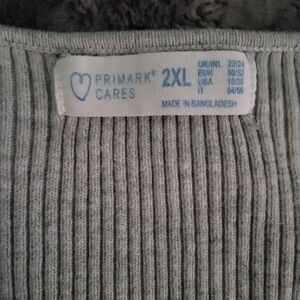 PRIMARK®
CARES
2XL
UK/IRL 22/24
EUR 50/52
USA 18/20
IT 54/56
MADE IN BANGLADESH